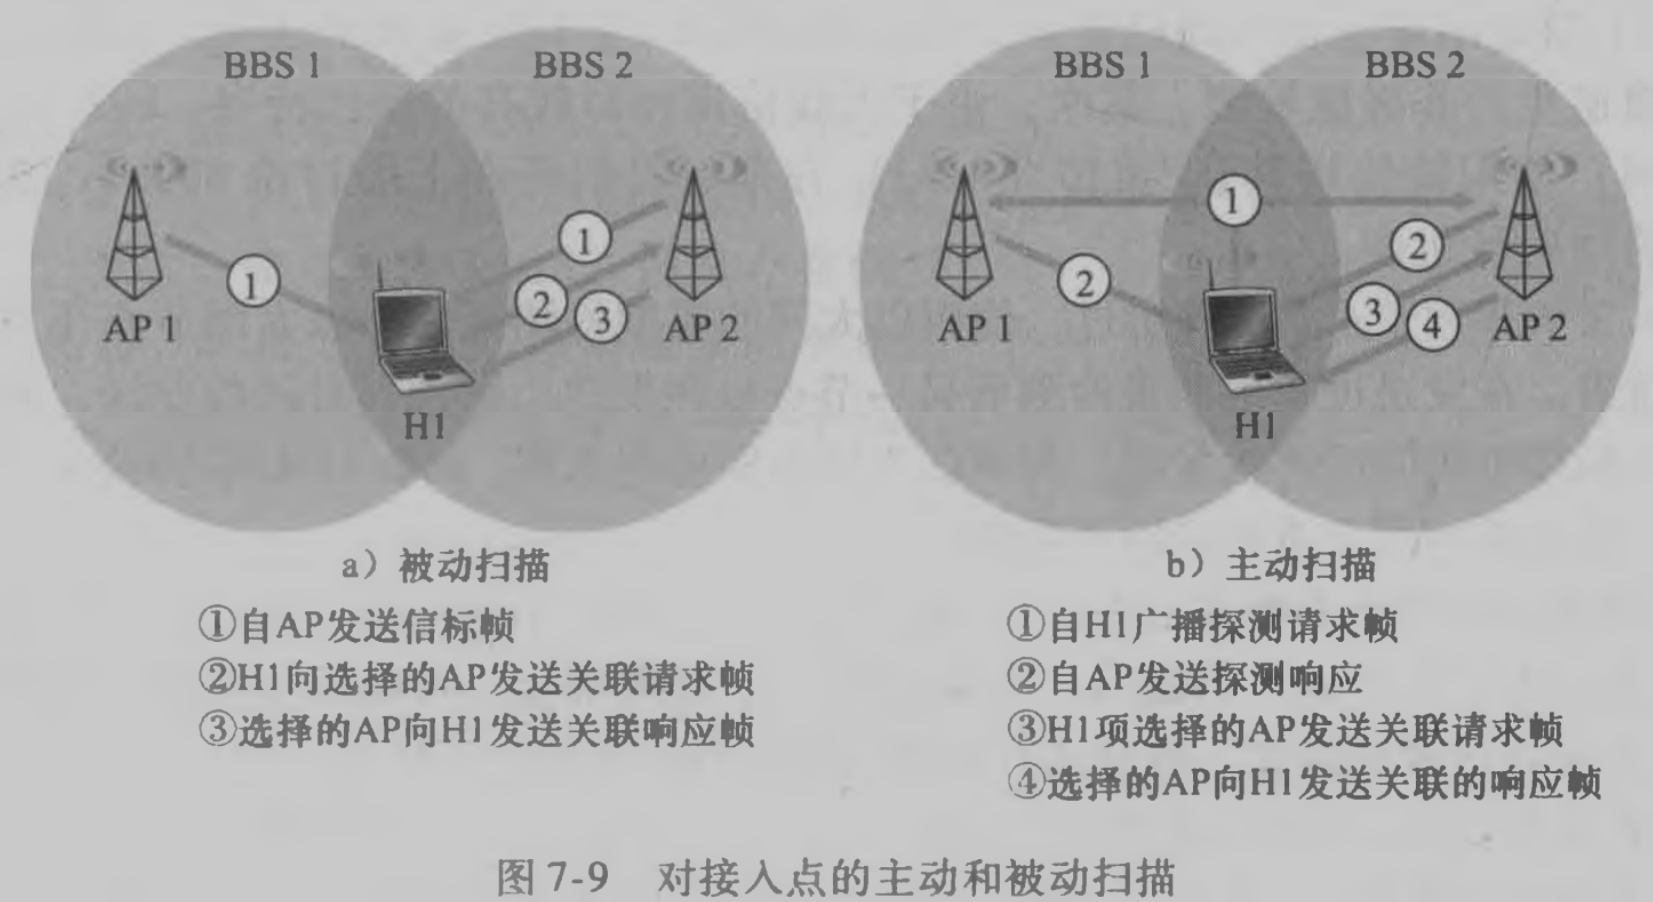 BBS 1
BBS 2
BBS 1
BBS 2
①
①
②
③
AP 1
AP 2
H1
①
②
②
③
④
AP 1
AP 2
H1
a）被动扫描
①自AP发送信标帧
②H1向选择的AP发送关联请求帧
③选择的AP向H1发送关联响应帧
b）主动扫描
①自H1广播探测请求帧
②自AP发送探测响应
③H1项选择的AP发送关联请求帧
④选择的AP向H1发送关联的响应帧
图 7-9 对接入点的主动和被动扫描